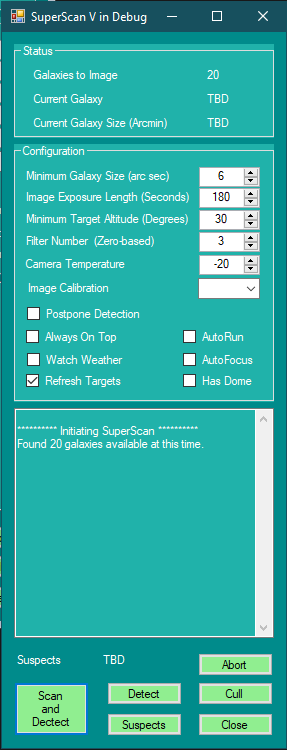 SuperScan V in Debug
Status
Galaxies to Image 20
Current Galaxy TBD
Current Galaxy Size (Arcmin) TBD
Configuration
Minimum Galaxy Size (arc sec) 6
Image Exposure Length (Seconds) 180
Minimum Target Altitude (Degrees) 30
Filter Number (Zero-based) 3
Camera Temperature -20
Image Calibration
Postpone Detection
Always On Top AutoRun
Watch Weather AutoFocus
Refresh Targets Has Dome
********** Initiating SuperScan **********
Found 20 galaxies available at this time.
Suspects TBD Abort
Scan
and
Dectect
Detect Cull
Suspects Close